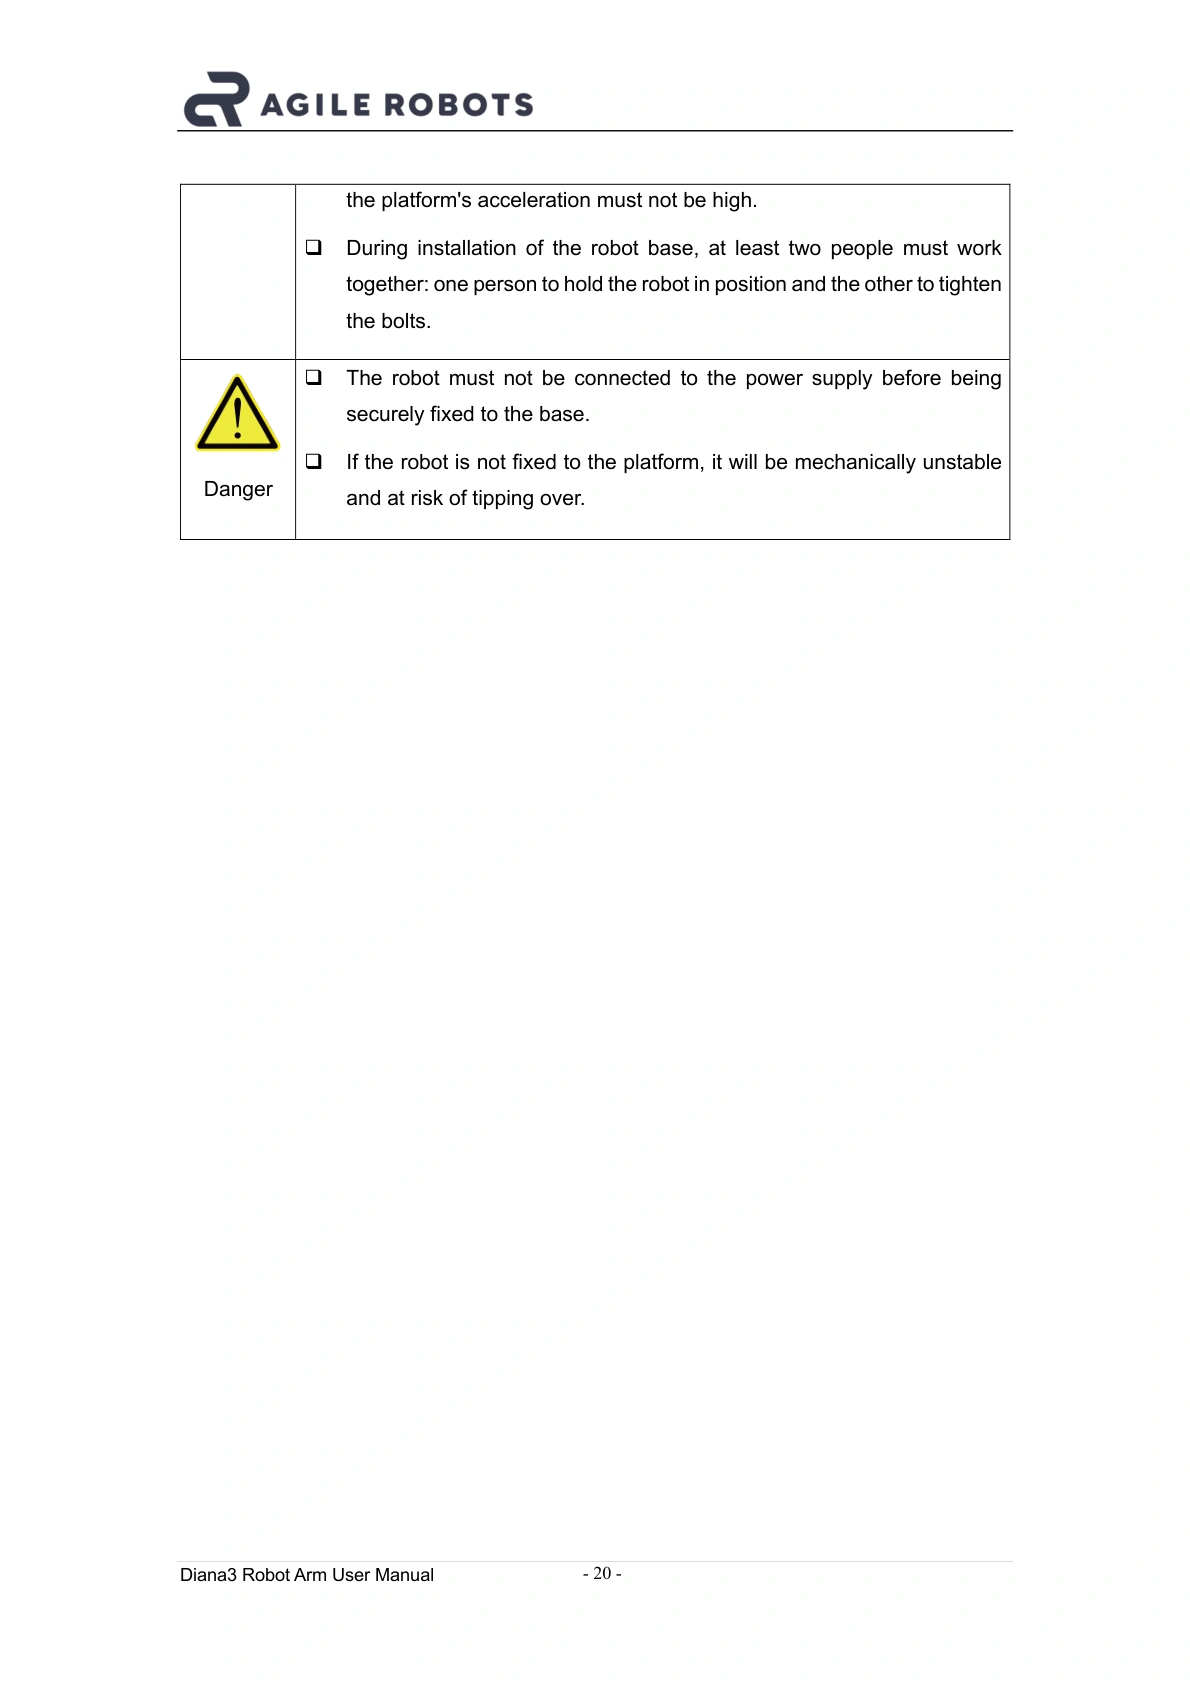 AGILE ROBOTS
the platform's acceleration must not be high.
❑ During installation of the robot base, at least two people must work
together: one person to hold the robot in position and the other to tighten
the bolts.
Danger
❑ The robot must not be connected to the power supply before being
securely fixed to the base.
❑ If the robot is not fixed to the platform, it will be mechanically unstable
and at risk of tipping over.
Diana3 Robot Arm User Manual - 20 -